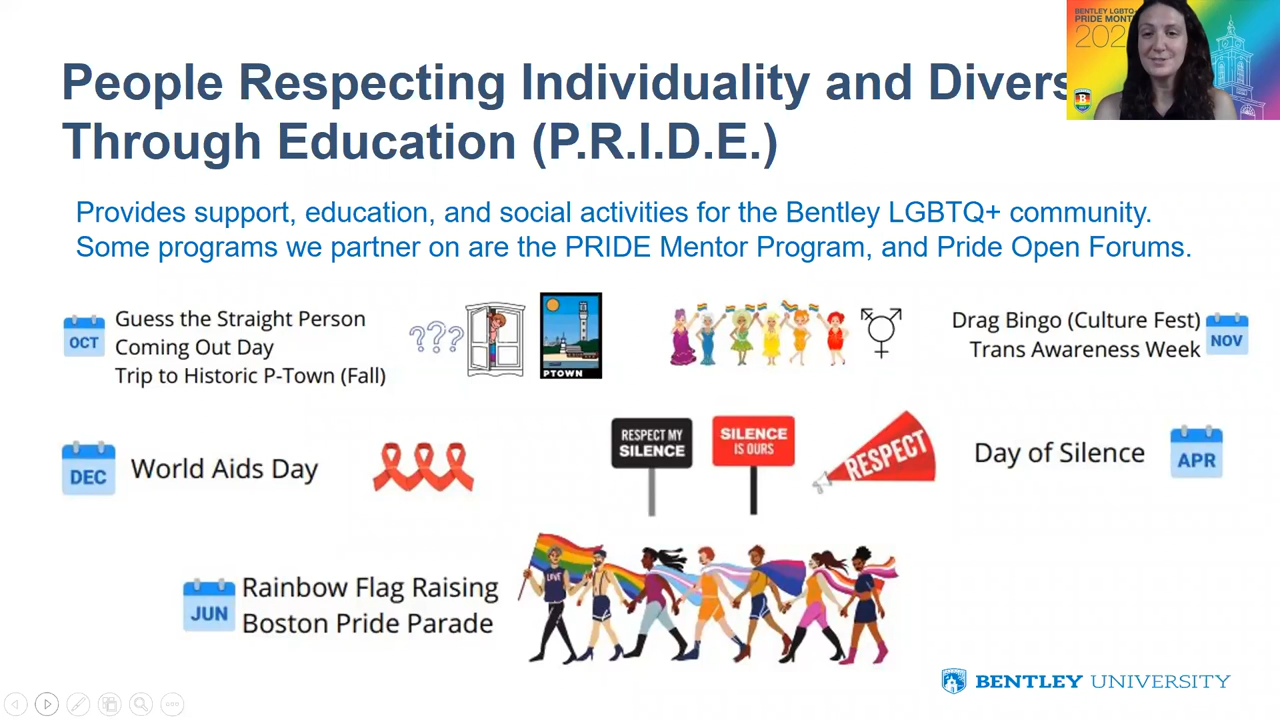 BENTLEY LGBTQ+
PRIDE MONTH
People Respecting Individuality and
Through Education (P.R.I.D.E.)
Provides support, education, and social activities for the Bentley LGBTQ+ community.
Some programs we partner on are the PRIDE Mentor Program, and Pride Open Forums.
OCT
Guess the Straight Person
Coming Out Day
Trip to Historic P-Town (Fall)
???
PTOWN
Drag Bingo (Culture Fest)
Trans Awareness Week
NOV
DEC
World Aids Day
RESPECT MY
SILENCE
SILENCE
IS OURS
RESPECT
Day of Silence
APR
JUN
Rainbow Flag Raising
Boston Pride Parade
LOVE
BENTLEY UNIVERSITY